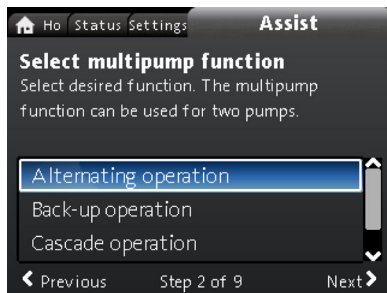 Ho Status Settings Assist
Select multipump function
Select desired function. The multipump
function can be used for two pumps.
Alternating operation
Back-up operation
Cascade operation
Previous Step 2 of 9 Next